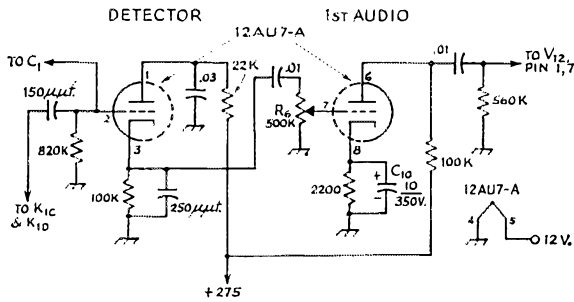 DETECTOR
1ST AUDIO
12AU7-A
TO C1
150μμf.
820K
TO K1C
& K1D
1
2
3
.03
22K
100K
250μμf.
+275
.01
R6
500K
6
7
8
2200
C10
+
-
10
350V.
.01
TO V12,
PIN 1,7
560K
100K
12AU7-A
4
5
12 V.